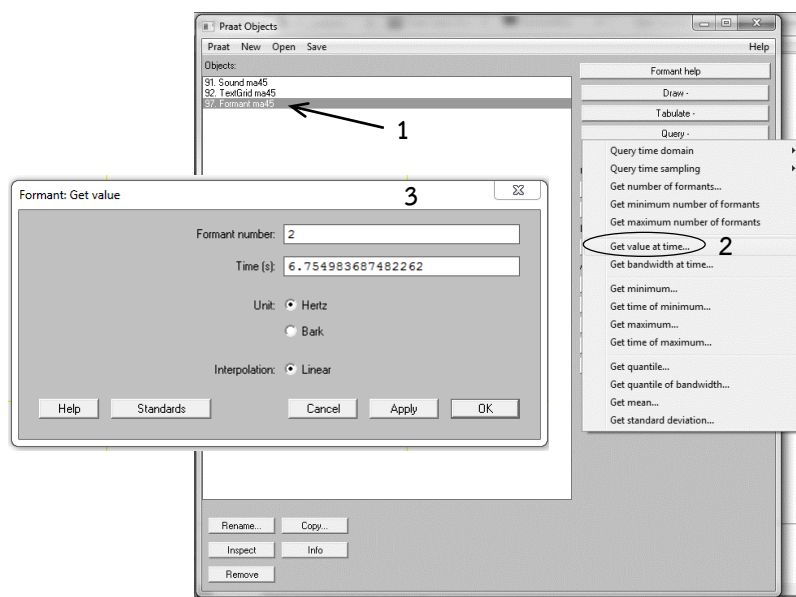 Praat Objects
Praat New Open Save Help
Objects:
91. Sound ma45
92. TextGrid ma45
97. Formant ma45
1
Formant help
Draw -
Tabulate -
Query -
Query time domain
Query time sampling
Get number of formants...
Get minimum number of formants
Get maximum number of formants
Get value at time... 2
Get bandwidth at time...
Get minimum...
Get time of minimum...
Get maximum...
Get time of maximum...
Get quantile...
Get quantile of bandwidth...
Get mean...
Get standard deviation...
Formant: Get value 3
Formant number: 2
Time (s): 6.754983687482262
Unit: Hertz
Bark
Interpolation: Linear
Help Standards Cancel Apply OK
Rename... Copy...
Inspect Info
Remove